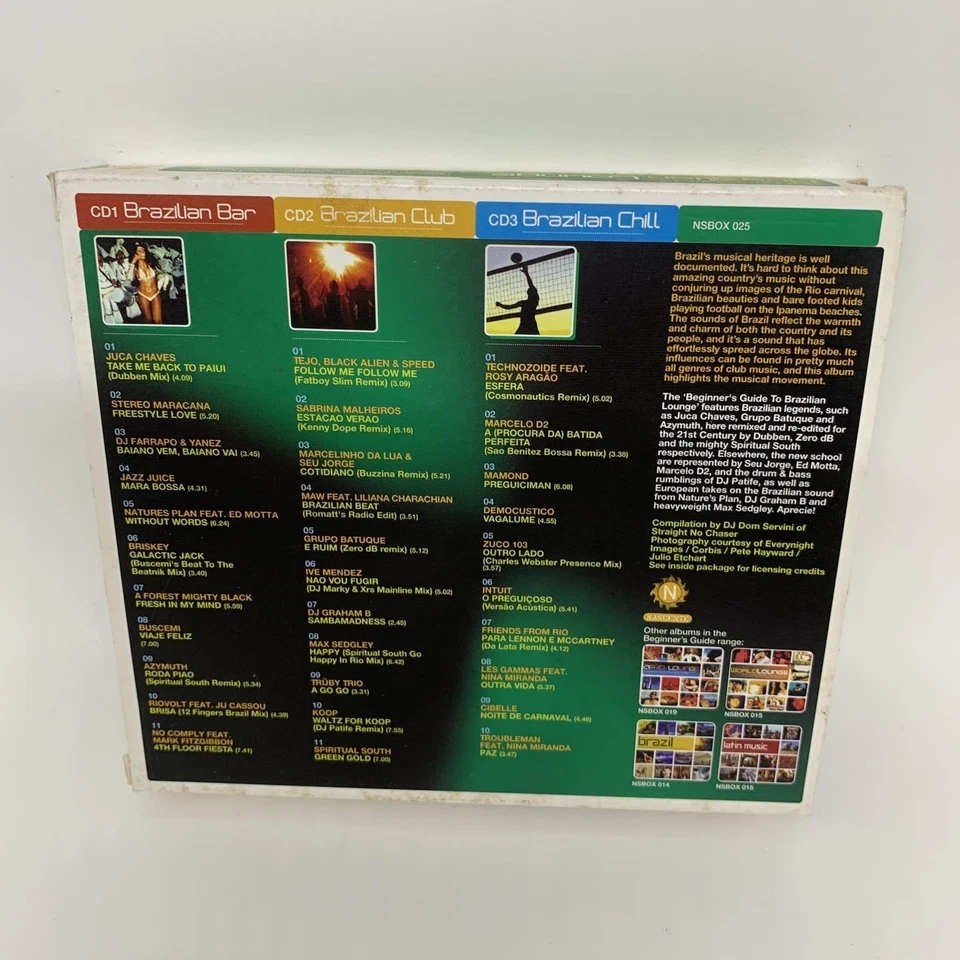 CD1 Brazilian Bar
01
JUCA CHAVES
TAKE ME BACK TO PAIUI
(Dubben Mix) (4.09)
02
STEREO MARACANA
FREESTYLE LOVE (5.20)
03
DJ FARRAPO & YANEZ
BAIANO VEM, BAIANO VAI (3.45)
04
JAZZ JUICE
MARA BOSSA (4.31)
05
NATURES PLAN FEAT. ED MOTTA
WITHOUT WORDS (6.24)
06
BRISKEY
GALACTIC JACK
(Buscemi's Beat To The
Beatnik Mix) (3.40)
07
A FOREST MIGHTY BLACK
FRESH IN MY MIND (5.59)
08
BUSCEMI
VIAJE FELIZ
(7.00)
09
AZYMUTH
RODA PIAO
(Spiritual South Remix) (5.34)
10
RIOVOLT FEAT. JU CASSOU
BRISA (12 Fingers Brazil Mix) (4.39)
11
NO COMPLY FEAT.
MARK FITZGIBBON
4TH FLOOR FIESTA (7.41)
CD2 Brazilian Club
01
TEJO, BLACK ALIEN & SPEED
FOLLOW ME FOLLOW ME
(Fatboy Slim Remix) (3.09)
02
SABRINA MALHEIROS
ESTACAO VERAO
(Kenny Dope Remix) (5.16)
03
MARCELINHO DA LUA &
SEU JORGE
COTIDIANO (Buzzina Remix) (5.21)
04
MAW FEAT. LILIANA CHARACHIAN
BRAZILIAN BEAT
(Romatt's Radio Edit) (3.51)
05
GRUPO BATUQUE
E RUIM (Zero dB remix) (5.12)
06
IVE MENDEZ
NAO VOU FUGIR
(DJ Marky & Xrs Mainline Mix) (5.02)
07
DJ GRAHAM B
SAMBAMADNESS (2.45)
08
MAX SEDGLEY
HAPPY (Spiritual South Go
Happy In Rio Mix) (6.42)
09
TRÜBY TRIO
A GO GO (3.31)
10
KOOP
WALTZ FOR KOOP
(DJ Patife Remix) (7.55)
11
SPIRITUAL SOUTH
GREEN GOLD (7.00)
CD3 Brazilian Chill
01
TECHNOZOIDE FEAT.
ROSY ARAGÃO
ESFERA
(Cosmonautics Remix) (5.02)
02
MARCELO D2
A (PROCURA DA) BATIDA
PERFEITA
(Sao Benitez Bossa Remix) (3.38)
03
MAMOND
PREGUICIMAN (6.08)
04
DEMOCUSTICO
VAGALUME (4.55)
05
ZUCO 103
OUTRO LADO
(Charles Webster Presence Mix)
(3.57)
06
INTUIT
O PREGUIÇOSO
(Versão Acústica) (5.41)
07
FRIENDS FROM RIO
PARA LENNON E MCCARTNEY
(Da Lata Remix) (4.12)
08
LES GAMMAS FEAT.
NINA MIRANDA
OUTRA VIDA (5.37)
09
CIBELLE
NOITE DE CARNAVAL (4.46)
10
TROUBLEMAN
FEAT. NINA MIRANDA
PAZ (3.47)
NSBOX 025
Brazil's musical heritage is well
documented. It's hard to think about this
amazing country's music without
conjuring up images of the Rio carnival,
Brazilian beauties and bare footed kids
playing football on the Ipanema beaches.
The sounds of Brazil reflect the warmth
and charm of both the country and its
people, and it's a sound that has
effortlessly spread across the globe. Its
influences can be found in pretty much
all genres of club music, and this album
highlights the musical movement.
The 'Beginner's Guide To Brazilian
Lounge' features Brazilian legends, such
as Juca Chaves, Grupo Batuque and
Azymuth, here remixed and re-edited for
the 21st Century by Dubben, Zero dB
and the mighty Spiritual South
respectively. Elsewhere, the new school
are represented by Seu Jorge, Ed Motta,
Marcelo D2, and the drum & bass
rumblings of DJ Patife, as well as
European takes on the Brazilian sound
from Nature's Plan, DJ Graham B and
heavyweight Max Sedgley. Aprecie!
Compilation by DJ Dom Servini of
Straight No Chaser
Photography courtesy of Everynight
Images / Corbis / Pete Hayward /
Julio Etchart
See inside package for licensing credits
N
NASCENTE
Other albums in the
Beginner's Guide range:
NSBOX 019
WORLD LOUNGE
NSBOX 015
brazil
NSBOX 014
latin music
NSBOX 015